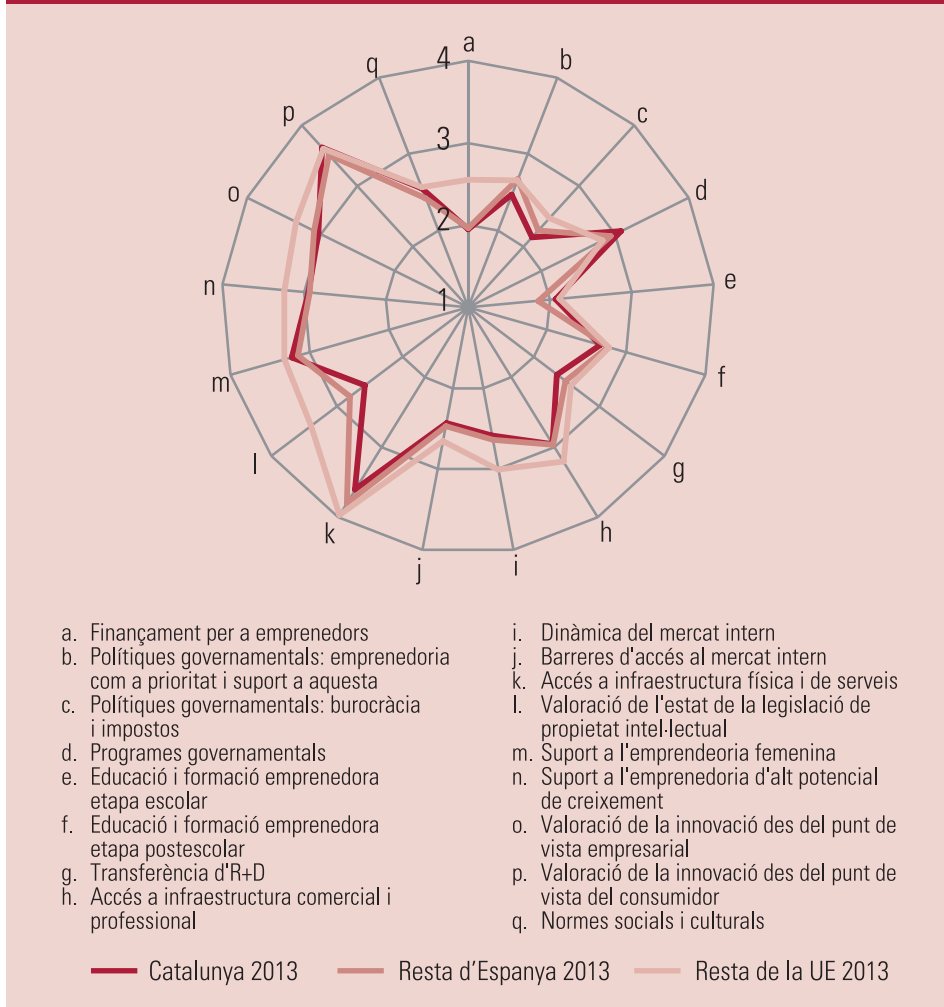 a
b
c
d
e
f
g
h
i
j
k
l
m
n
o
p
q
4
3
2
1
a. Finançament per a emprenedors
b. Polítiques governamentals: emprenedoria
com a prioritat i suport a aquesta
c. Polítiques governamentals: burocràcia
i impostos
d. Programes governamentals
e. Educació i formació emprenedora
etapa escolar
f. Educació i formació emprenedora
etapa postescolar
g. Transferència d'R+D
h. Accés a infraestructura comercial i
professional
i. Dinàmica del mercat intern
j. Barreres d'accés al mercat intern
k. Accés a infraestructura física i de serveis
l. Valoració de l'estat de la legislació de
propietat intel·lectual
m. Suport a l'emprendeoria femenina
n. Suport a l'emprenedoria d'alt potencial
de creixement
o. Valoració de la innovació des del punt de
vista empresarial
p. Valoració de la innovació des del punt de
vista del consumidor
q. Normes socials i culturals
Catalunya 2013
Resta d’Espanya 2013
Resta de la UE 2013